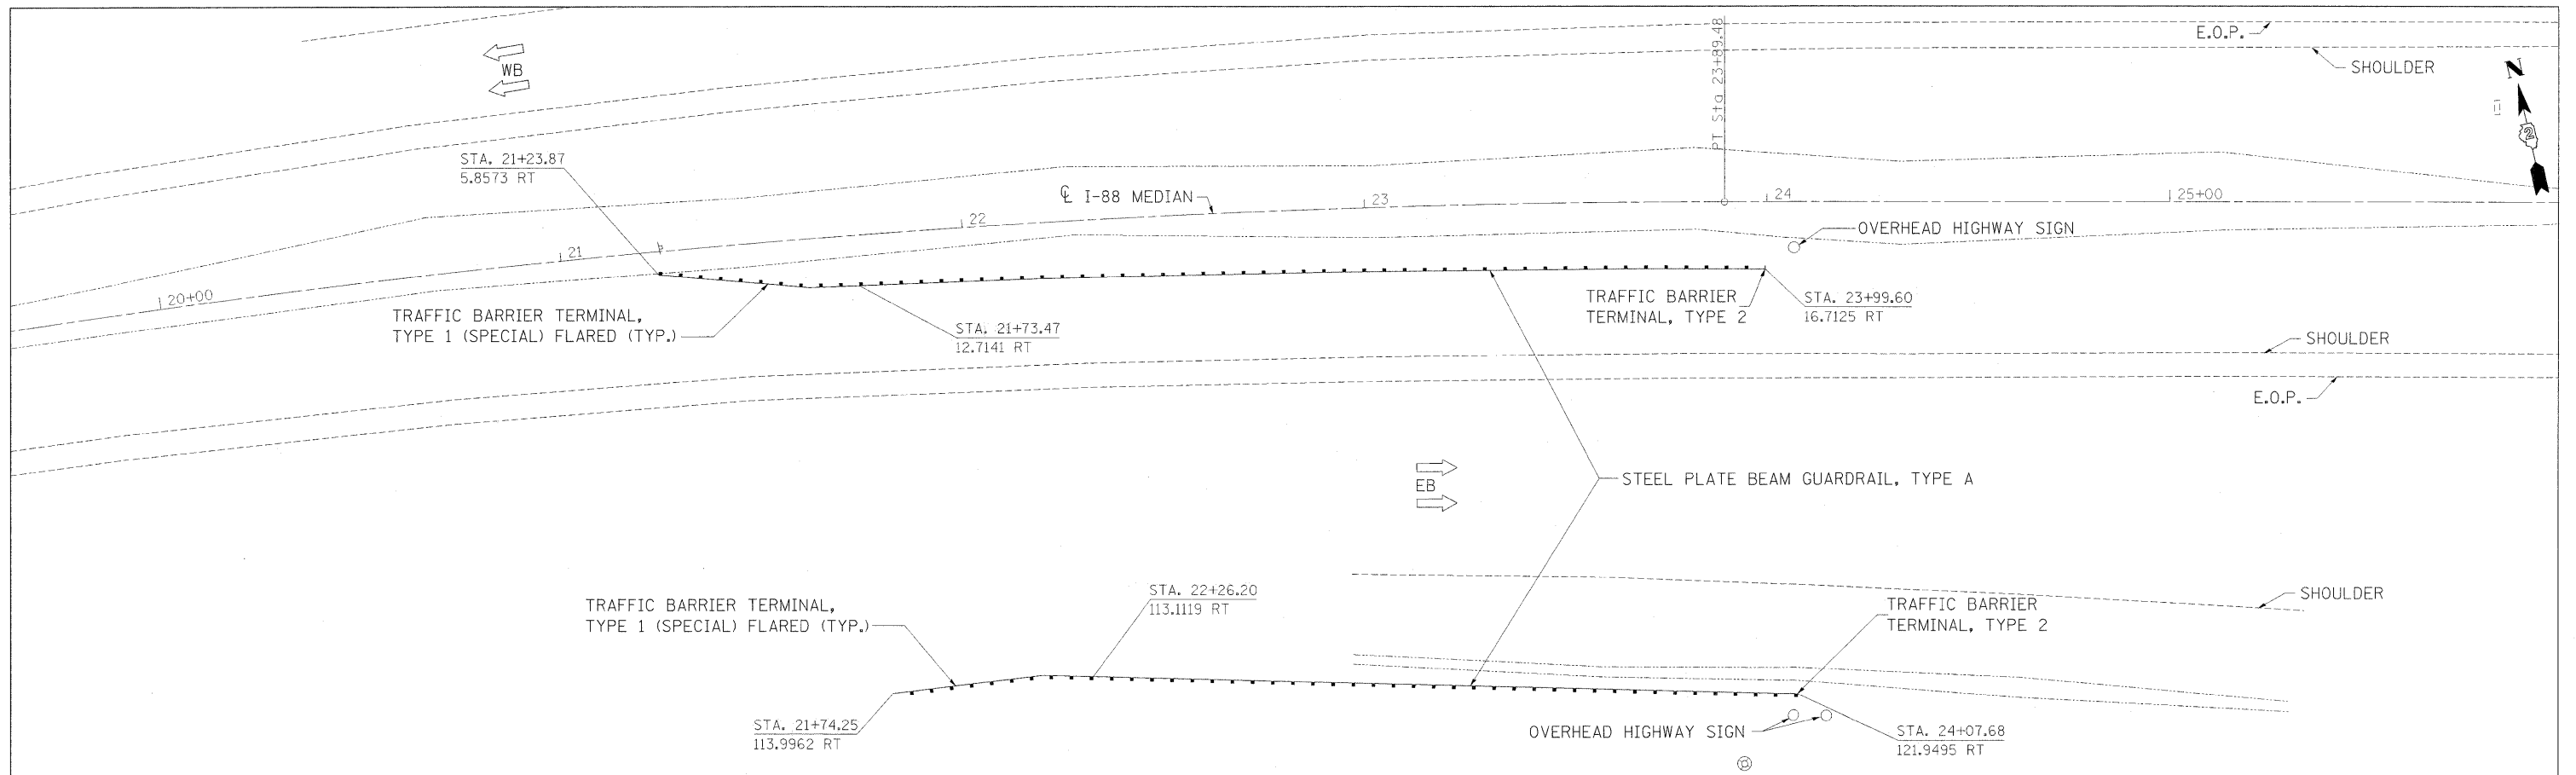 E.O.P.
SHOULDER
WB
PT Sta 23+89.48
N
2
STA. 21+23.87
5.8573 RT
℄ I-88 MEDIAN
20+00
21
22
23
24
25+00
OVERHEAD HIGHWAY SIGN
TRAFFIC BARRIER TERMINAL,
TYPE 1 (SPECIAL) FLARED (TYP.)
STA. 21+73.47
12.7141 RT
TRAFFIC BARRIER
TERMINAL, TYPE 2
STA. 23+99.60
16.7125 RT
SHOULDER
E.O.P.
EB
STEEL PLATE BEAM GUARDRAIL, TYPE A
TRAFFIC BARRIER TERMINAL,
TYPE 1 (SPECIAL) FLARED (TYP.)
STA. 22+26.20
113.1119 RT
SHOULDER
TRAFFIC BARRIER
TERMINAL, TYPE 2
STA. 21+74.25
113.9962 RT
OVERHEAD HIGHWAY SIGN
STA. 24+07.68
121.9495 RT